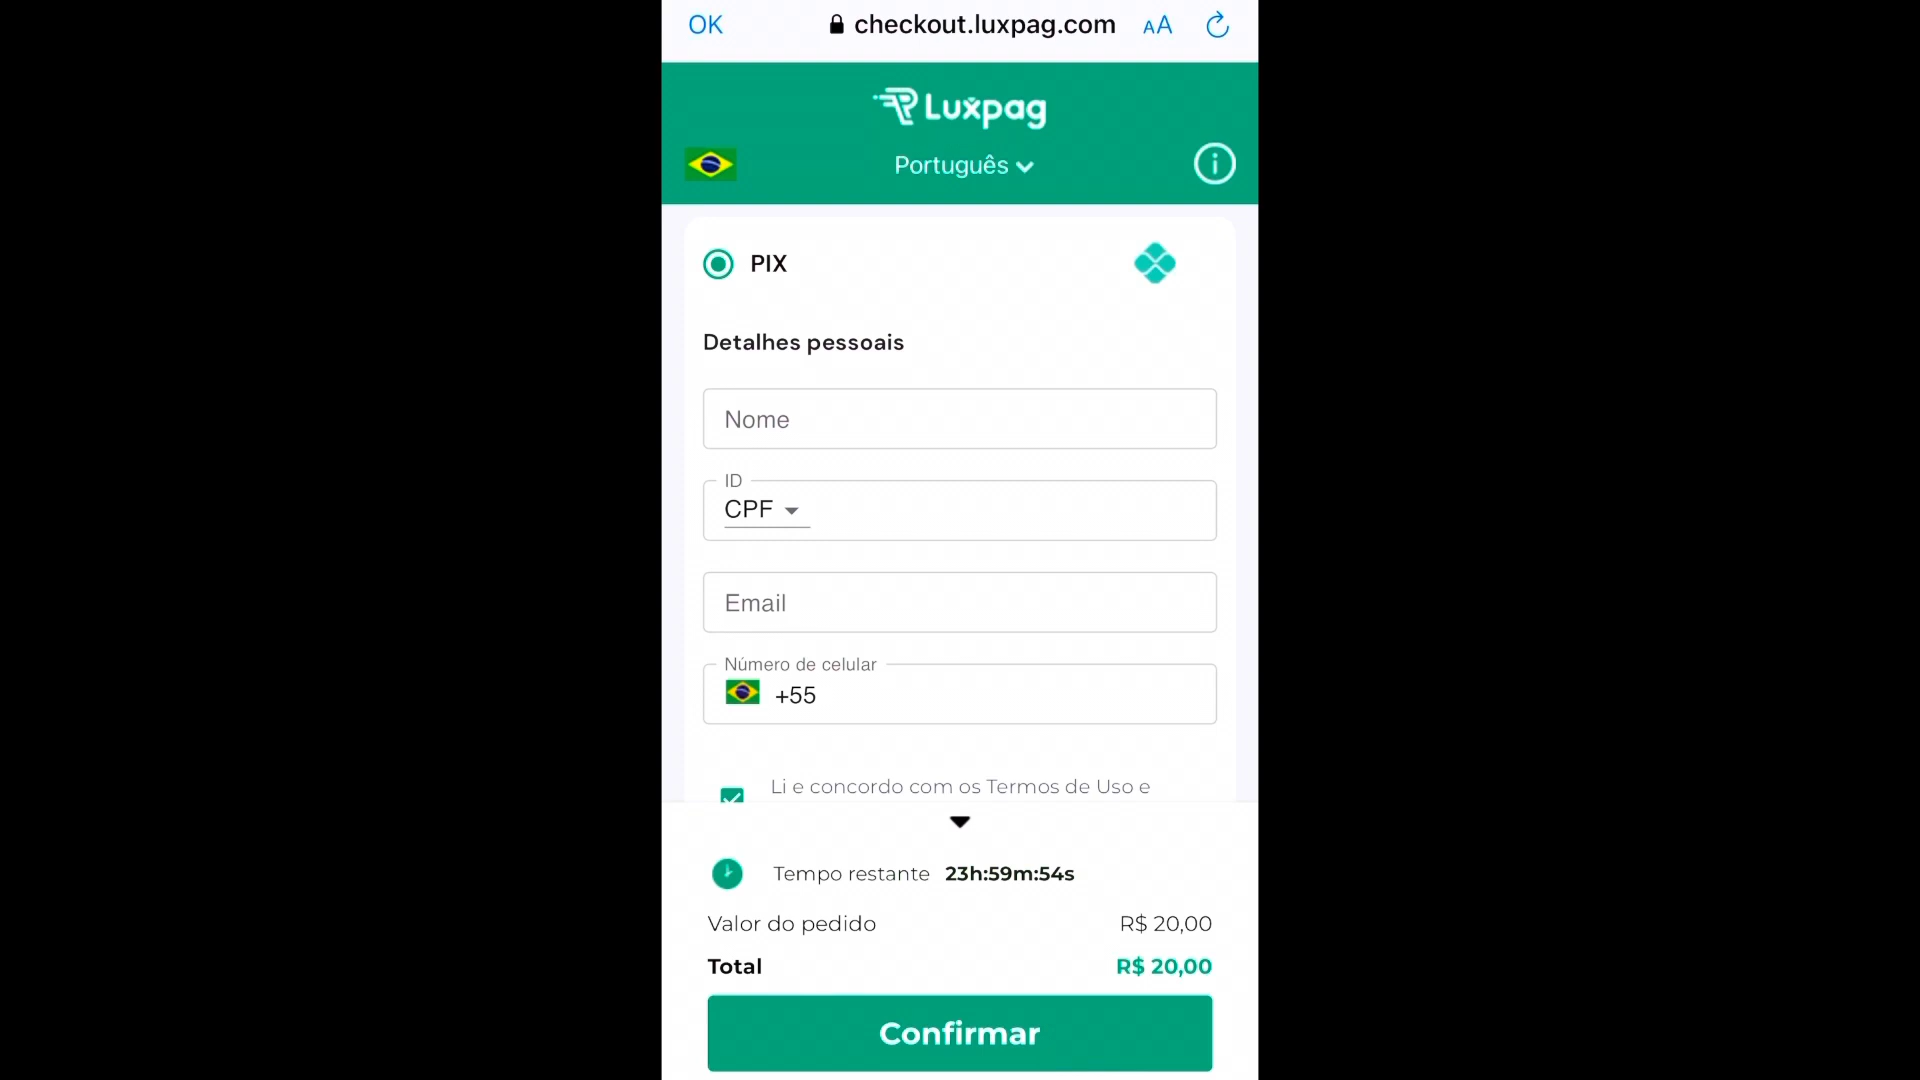 OK
checkout.luxpag.com
AA
Luxpag
Português
PIX
Detalhes pessoais
Nome
ID
CPF
Email
Número de celular
+55
Li e concordo com os Termos de Uso e
Tempo restante 23h:59m:54s
Valor do pedido R$ 20,00
Total R$ 20,00
Confirmar